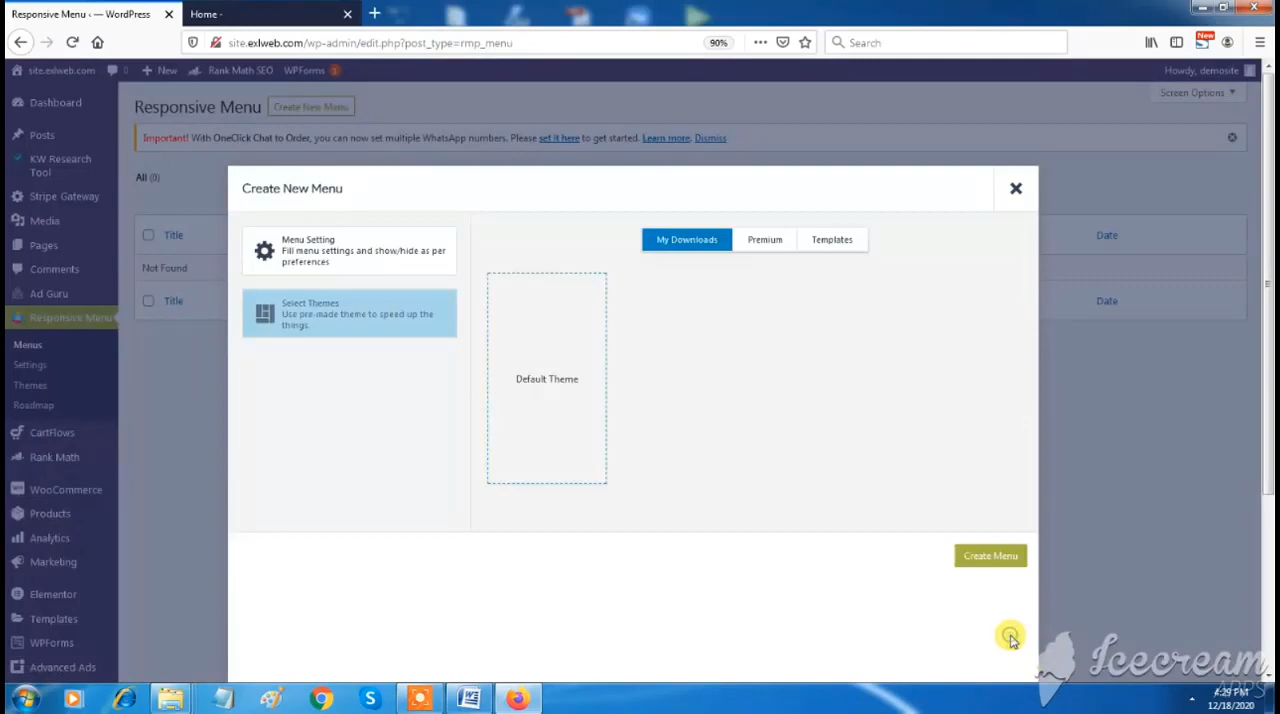 Responsive Menu ‹ — WordPress
Home -
site.exlweb.com/wp-admin/edit.php?post_type=rmp_menu
90%
Search
New
site.exlweb.com
New
Rank Math SEO
WPForms
Howdy, demosite
Dashboard
Posts
KW Research
Tool
Stripe Gateway
Media
Pages
Comments
Ad Guru
Responsive Menu
Menus
Settings
Themes
Roadmap
CartFlows
Rank Math
WooCommerce
Products
Analytics
Marketing
Elementor
Templates
WPForms
Advanced Ads
Responsive Menu
Create New Menu
Screen Options
Important! With OneClick Chat to Order, you can now set multiple WhatsApp numbers. Please set it here to get started. Learn more. Dismiss
All (0)
Title
Date
Not Found
Title
Date
Create New Menu
Menu Setting
Fill menu settings and show/hide as per
preferences
Select Themes
Use pre-made theme to speed up the
things.
My Downloads
Premium
Templates
Default Theme
Create Menu
Icecream
APPS
4:29 PM
12/18/2020